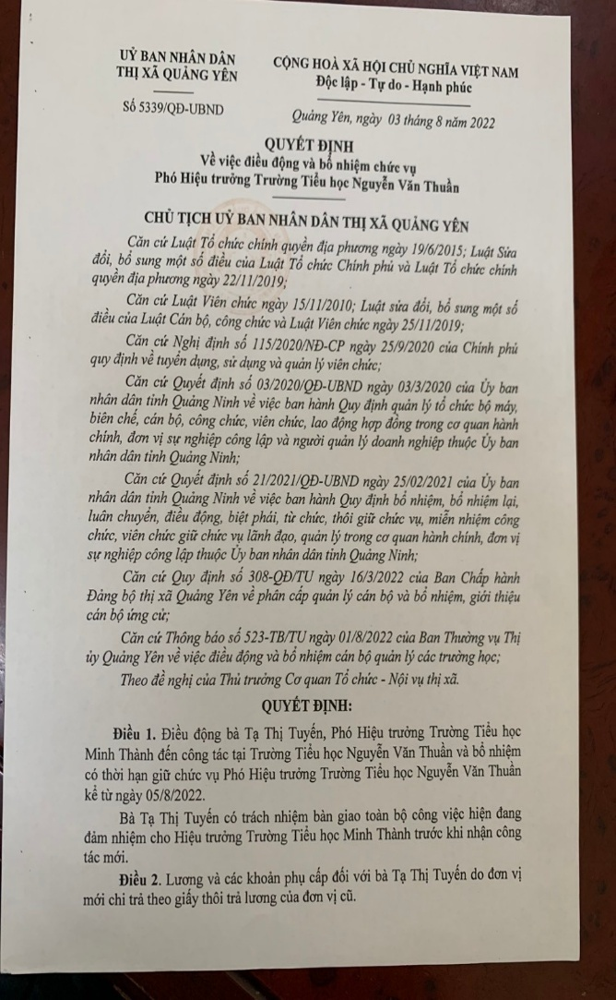 UỶ BAN NHÂN DÂN
THỊ XÃ QUẢNG YÊN
Số 5339/QĐ-UBND
CỘNG HOÀ XÃ HỘI CHỦ NGHĨA VIỆT NAM
Độc lập - Tự do - Hạnh phúc
Quảng Yên, ngày 03 tháng 8 năm 2022
QUYẾT ĐỊNH
Về việc điều động và bổ nhiệm chức vụ
Phó Hiệu trưởng Trường Tiểu học Nguyễn Văn Thuần
CHỦ TỊCH UỶ BAN NHÂN DÂN THỊ XÃ QUẢNG YÊN
Căn cứ Luật Tổ chức chính quyền địa phương ngày 19/6/2015; Luật Sửa
đổi, bổ sung một số điều của Luật Tổ chức Chính phủ và Luật Tổ chức chính
quyền địa phương ngày 22/11/2019;
Căn cứ Luật Viên chức ngày 15/11/2010; Luật sửa đổi, bổ sung một số
điều của Luật Cán bộ, công chức và Luật Viên chức ngày 25/11/2019;
Căn cứ Nghị định số 115/2020/NĐ-CP ngày 25/9/2020 của Chính phủ
quy định về tuyển dụng, sử dụng và quản lý viên chức;
Căn cứ Quyết định số 03/2020/QĐ-UBND ngày 03/3/2020 của Ủy ban
nhân dân tỉnh Quảng Ninh về việc ban hành Quy định quản lý tổ chức bộ máy,
biên chế, cán bộ, công chức, viên chức, lao động hợp đồng trong cơ quan hành
chính, đơn vị sự nghiệp công lập và người quản lý doanh nghiệp thuộc Ủy ban
nhân dân tỉnh Quảng Ninh;
Căn cứ Quyết định số 21/2021/QĐ-UBND ngày 25/02/2021 của Ủy ban
nhân dân tỉnh Quảng Ninh về việc ban hành Quy định bổ nhiệm, bổ nhiệm lại,
luân chuyển, điều động, biệt phái, từ chức, thôi giữ chức vụ, miễn nhiệm công
chức, viên chức giữ chức vụ lãnh đạo, quản lý trong cơ quan hành chính, đơn vị
sự nghiệp công lập thuộc Ủy ban nhân dân tỉnh Quảng Ninh;
Căn cứ Quy định số 308-QĐ/TU ngày 16/3/2022 của Ban Chấp hành
Đảng bộ thị xã Quảng Yên về phân cấp quản lý cán bộ và bổ nhiệm, giới thiệu
cán bộ ứng cử;
Căn cứ Thông báo số 523-TB/TU ngày 01/8/2022 của Ban Thường vụ Thị
ủy Quảng Yên về việc điều động và bổ nhiệm cán bộ quản lý các trường học;
Theo đề nghị của Thủ trưởng Cơ quan Tổ chức - Nội vụ thị xã.
QUYẾT ĐỊNH:
Điều 1. Điều động bà Tạ Thị Tuyến, Phó Hiệu trưởng Trường Tiểu học
Minh Thành đến công tác tại Trường Tiểu học Nguyễn Văn Thuần và bổ nhiệm
có thời hạn giữ chức vụ Phó Hiệu trưởng Trường Tiểu học Nguyễn Văn Thuần
kể từ ngày 05/8/2022.
Bà Tạ Thị Tuyến có trách nhiệm bàn giao toàn bộ công việc hiện đang
đảm nhiệm cho Hiệu trưởng Trường Tiểu học Minh Thành trước khi nhận công
tác mới.
Điều 2. Lương và các khoản phụ cấp đối với bà Tạ Thị Tuyến do đơn vị
mới chi trả theo giấy thôi trả lương của đơn vị cũ.